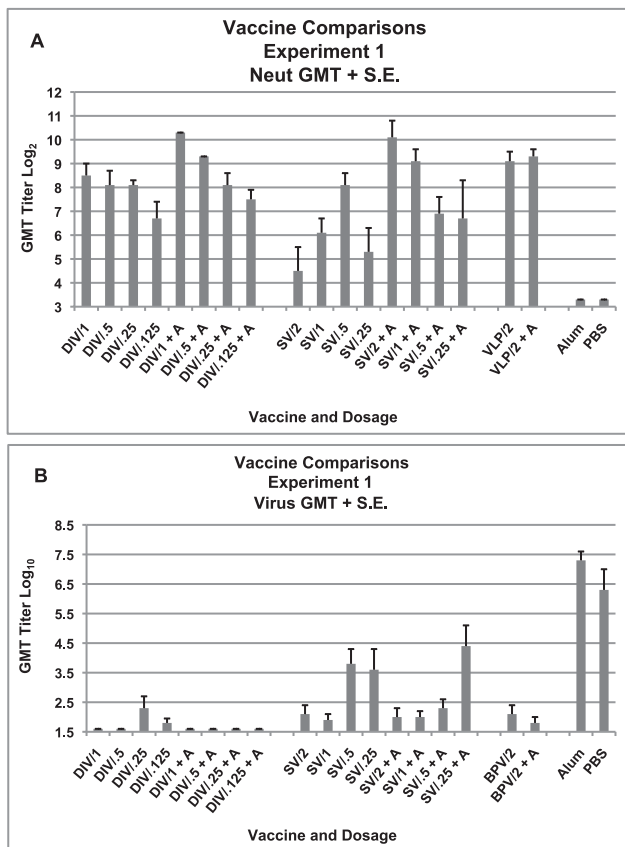 A
Vaccine Comparisons
Experiment 1
Neut GMT + S.E.
GMT Titer Log2
12
11
10
9
8
7
6
5
4
3
DIV/1
DIV/.5
DIV/.25
DIV/.125
DIV/1 + A
DIV/.5 + A
DIV/.25 + A
DIV/.125 + A
SV/2
SV/1
SV/.5
SV/.25
SV/2 + A
SV/1 + A
SV/.5 + A
SV/.25 + A
VLP/2
VLP/2 + A
Alum
PBS
Vaccine and Dosage
B
Vaccine Comparisons
Experiment 1
Virus GMT + S.E.
GMT Titer Log10
8.5
7.5
6.5
5.5
4.5
3.5
2.5
1.5
DIV/1
DIV/.5
DIV/.25
DIV/.125
DIV/1 + A
DIV/.5 + A
DIV/.25 + A
DIV/.125 + A
SV/2
SV/1
SV/.5
SV/.25
SV/2 + A
SV/1 + A
SV/.5 + A
SV/.25 + A
BPV/2
BPV/2 + A
Alum
PBS
Vaccine and Dosage